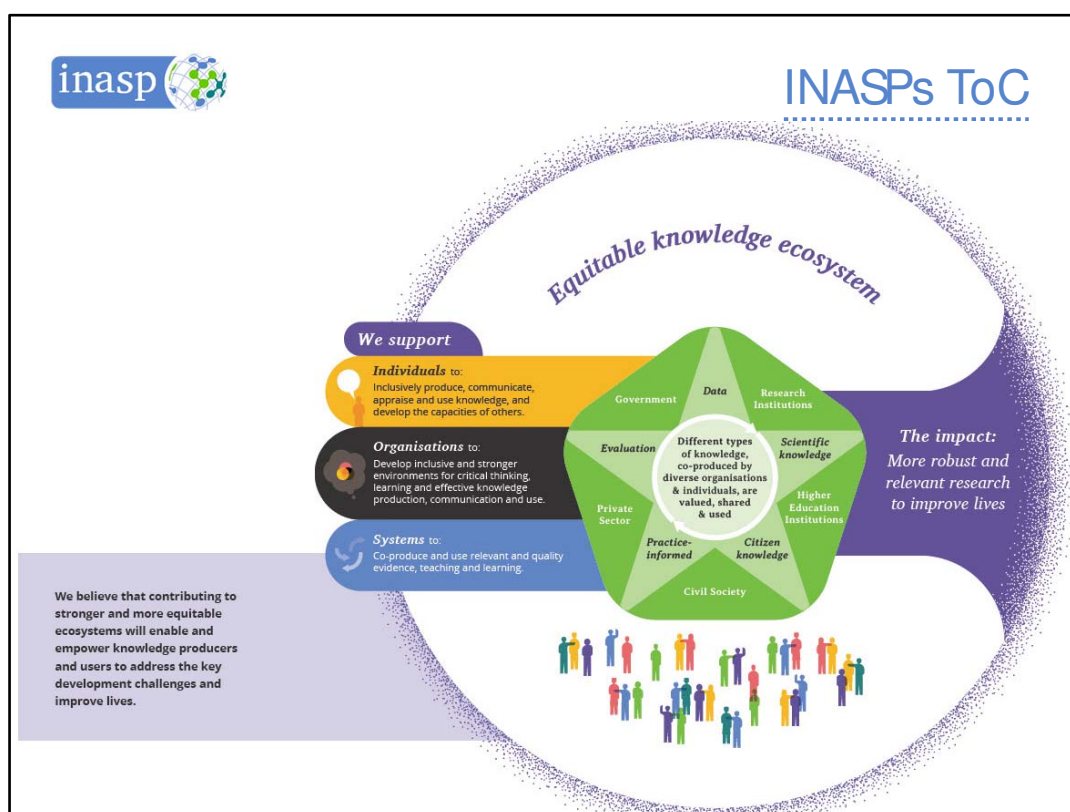 inasp
INASPs ToC
Equitable knowledge ecosystem
We support
Individuals to:
Inclusively produce, communicate,
appraise and use knowledge, and
develop the capacities of others.
Organisations to:
Develop inclusive and stronger
environments for critical thinking,
learning and effective knowledge
production, communication and use.
Systems to:
Co-produce and use relevant and quality
evidence, teaching and learning.
Government
Data
Research
Institutions
Evaluation
Different types
of knowledge,
co-produced by
diverse organisations
& individuals, are
valued, shared
& used
Scientific
knowledge
Private
Sector
Higher
Education
Institutions
Practice-
informed
Citizen
knowledge
Civil Society
The impact:
More robust and
relevant research
to improve lives
We believe that contributing to
stronger and more equitable
ecosystems will enable and
empower knowledge producers
and users to address the key
development challenges and
improve lives.